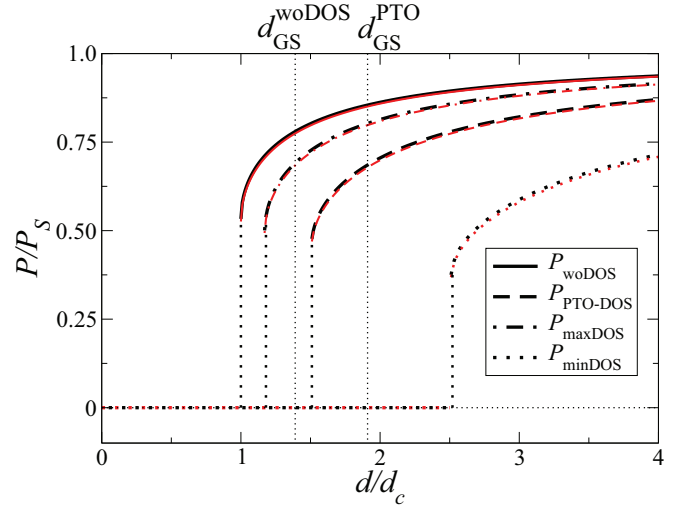 d_GS^woDOS d_GS^PTO
1.0
0.75
0.50
0.25
0
P/P_S
P_woDOS
P_PTO-DOS
P_maxDOS
P_minDOS
0 1 2 3 4
d/d_c